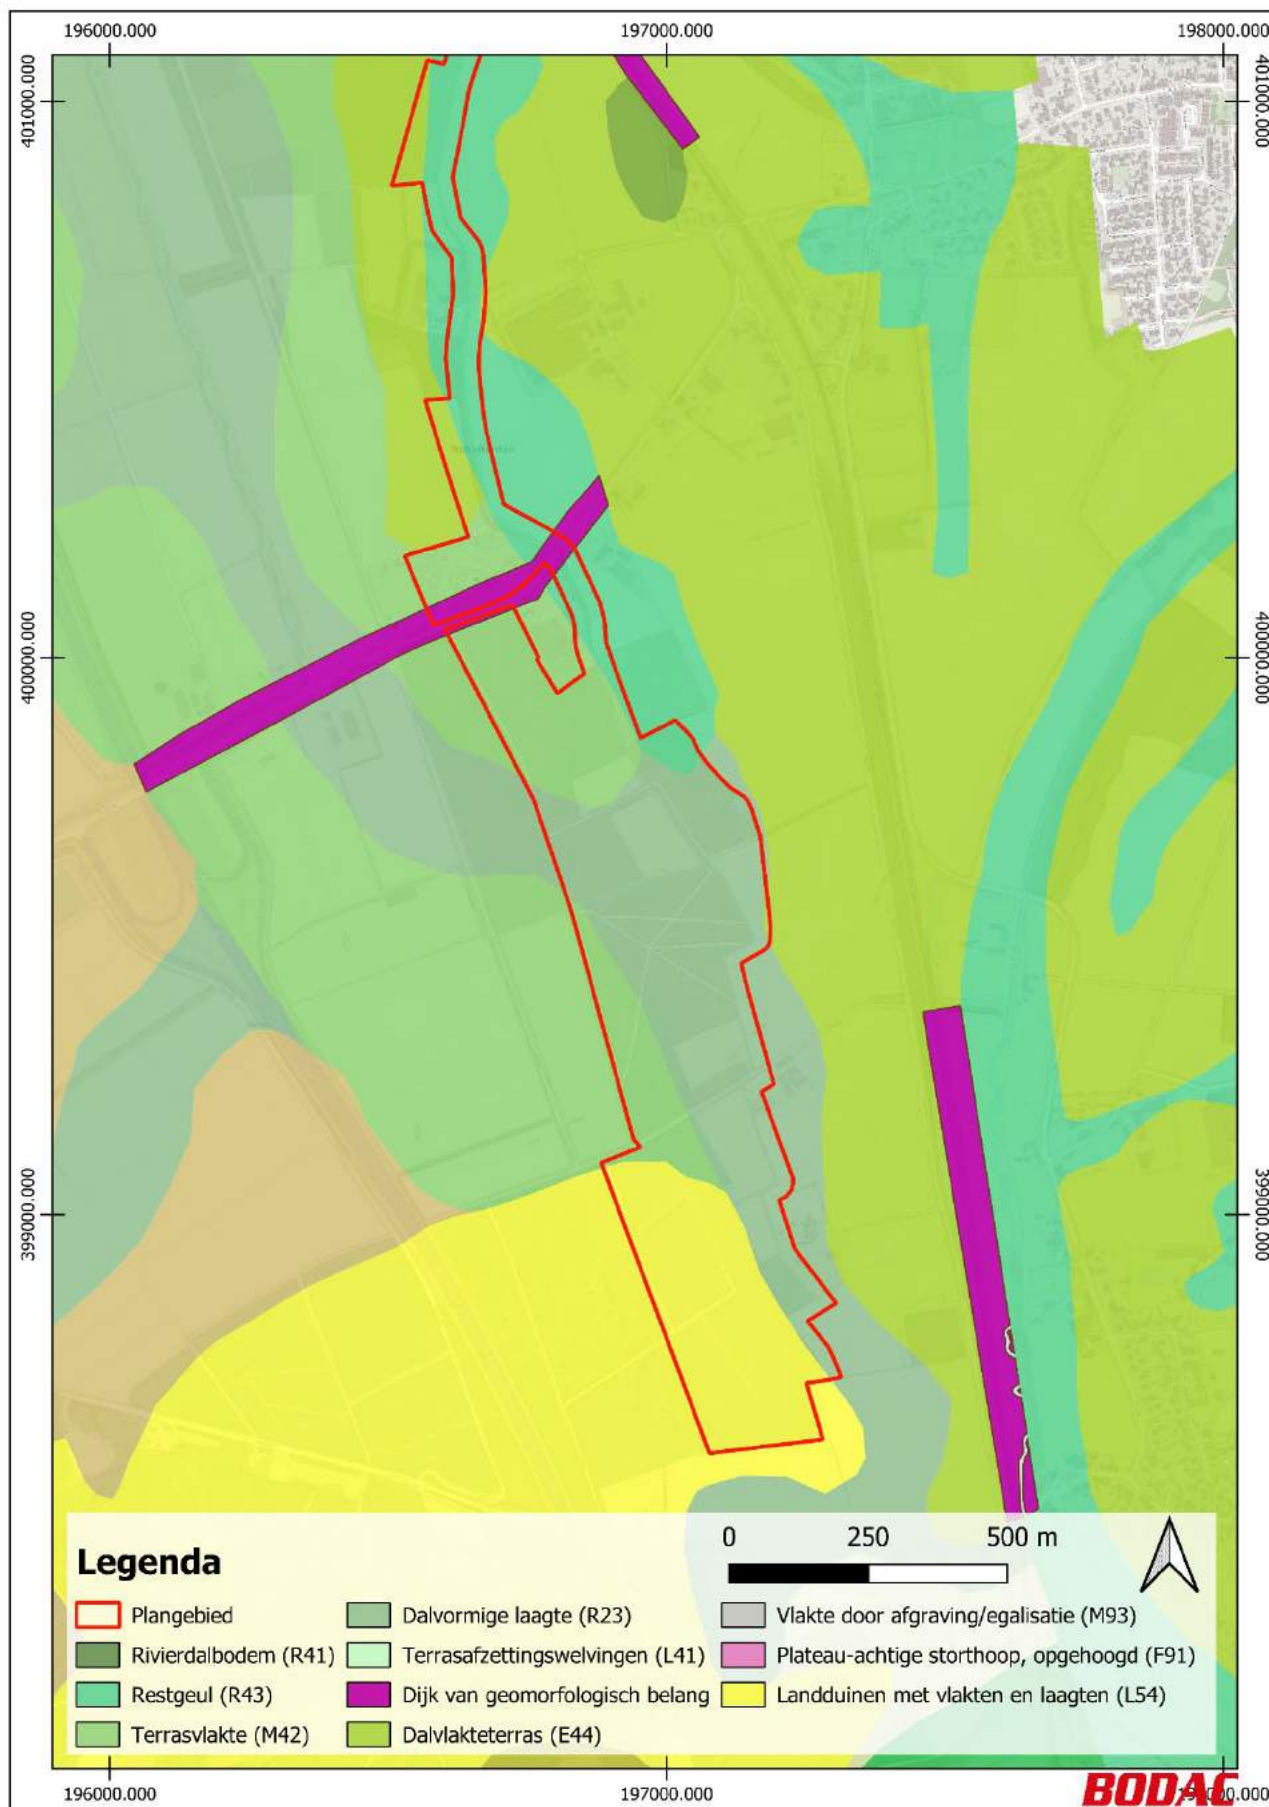 196000.000 197000.000 198000.000
401000.000 401000.000
400000.000 400000.000
399000.000 399000.000
0 250 500 m
Legenda
Plangebied
Rivierdalbodem (R41)
Restgeul (R43)
Terrasvlakte (M42)
Dalvormige laagte (R23)
Terrasafzettingswelvingen (L41)
Dijk van geomorfologisch belang
Dalvlakteterras (E44)
Vlakte door afgraving/egalisatie (M93)
Plateau-achtige storthoop, opgehoogd (F91)
Landduinen met vlakten en laagten (L54)
BODAC
196000.000 197000.000